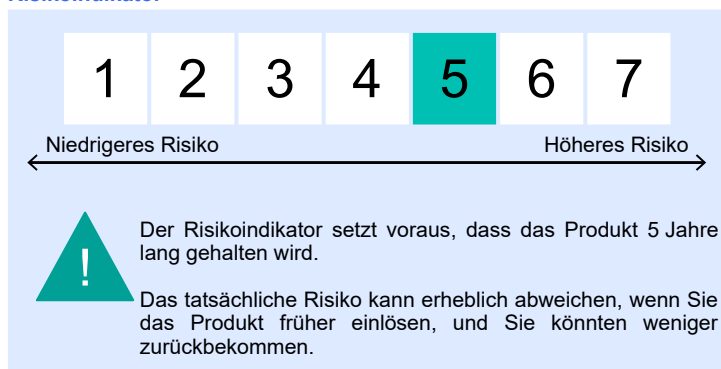 Risikoindikator
1 2 3 4 5 6 7
Niedrigeres Risiko Höheres Risiko
Der Risikoindikator setzt voraus, dass das Produkt 5 Jahre
lang gehalten wird.
!
Das tatsächliche Risiko kann erheblich abweichen, wenn Sie
das Produkt früher einlösen, und Sie könnten weniger
zurückbekommen.